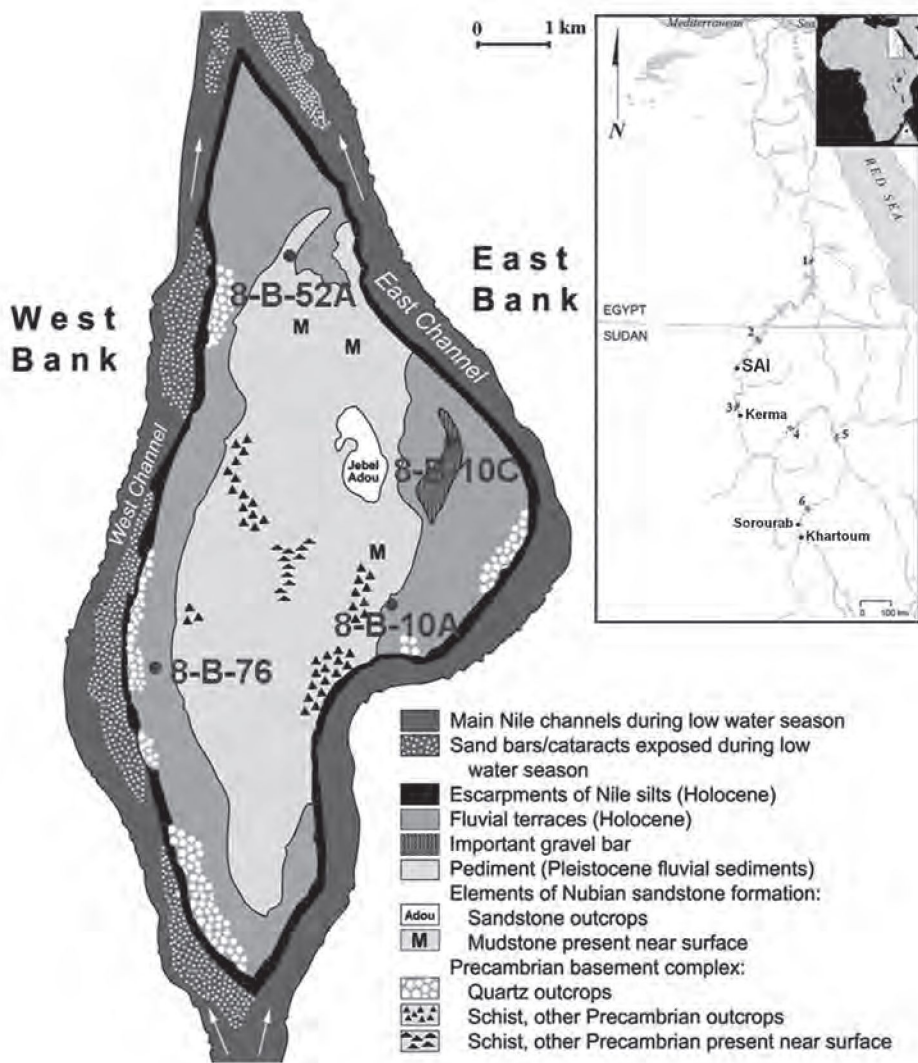 0 1 km
West
Bank
East
Bank
West Channel
East Channel
8-B-52A
M
M
Jebel
Adou
8-B-10C
M
8-B-10A
8-B-76
Mediterranean Sea
N
RED SEA
1
EGYPT
SUDAN
2
SAI
3
Kerma
4
5
6
Sorourab
Khartoum
0 100 kms
Main Nile channels during low water season
Sand bars/cataracts exposed during low
water season
Escarpments of Nile silts (Holocene)
Fluvial terraces (Holocene)
Important gravel bar
Pediment (Pleistocene fluvial sediments)
Elements of Nubian sandstone formation:
Adou Sandstone outcrops
M Mudstone present near surface
Precambrian basement complex:
Quartz outcrops
Schist, other Precambrian outcrops
Schist, other Precambrian present near surface